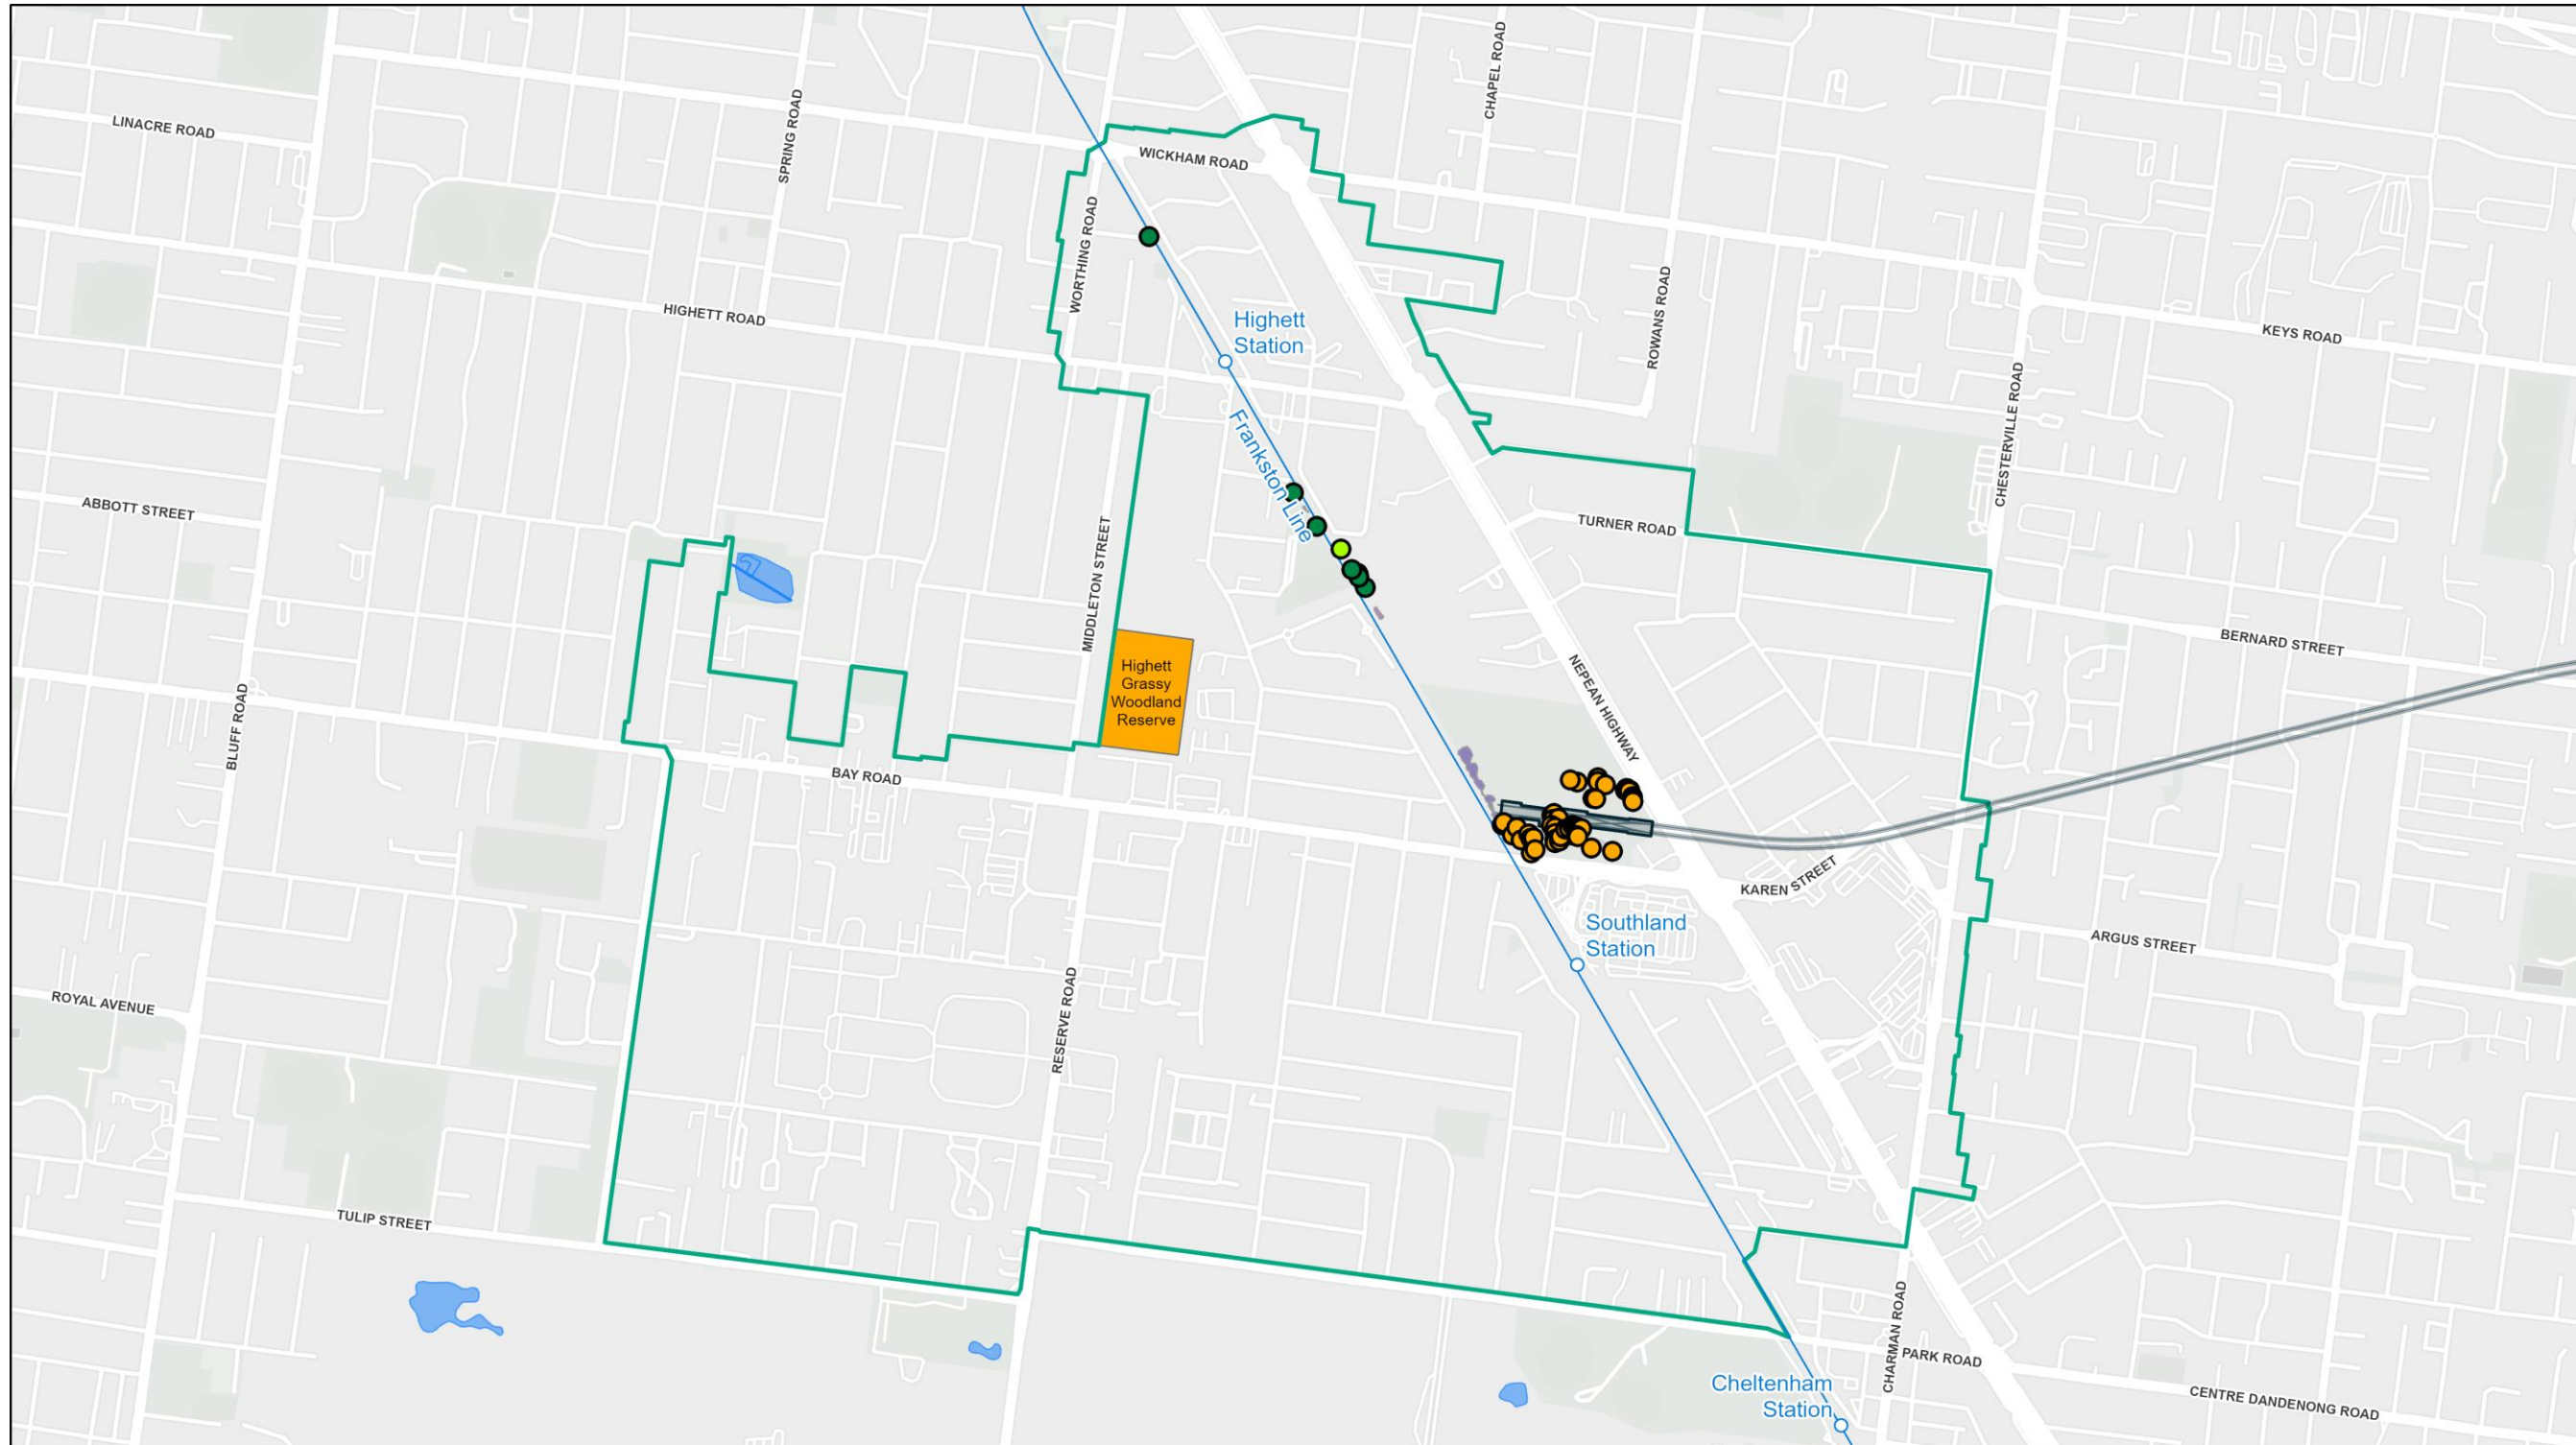 CHAPEL ROAD
LINACRE ROAD
SPRING ROAD
WICKHAM ROAD
WORTHING ROAD
ROWANS ROAD
HIGHETT ROAD
Highett
Station
KEYS ROAD
CHESTERVILLE ROAD
Frankston Line
ABBOTT STREET
TURNER ROAD
MIDDLETON STREET
BERNARD STREET
Highett
Grassy
Woodland
Reserve
NEPEAN HIGHWAY
BLUFF ROAD
BAY ROAD
KAREN STREET
Southland
Station
ARGUS STREET
ROYAL AVENUE
RESERVE ROAD
TULIP STREET
CHARMAN ROAD
PARK ROAD
Cheltenham
Station
CENTRE DANDENONG ROAD